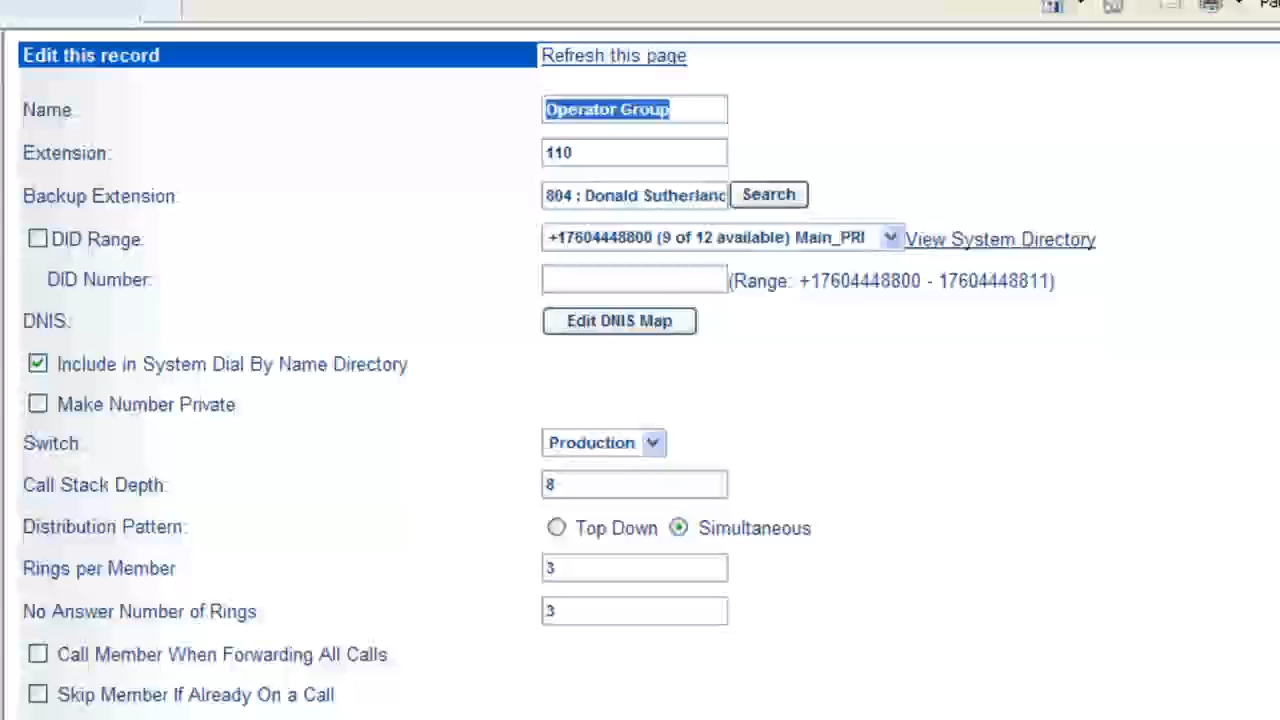 Edit this record Refresh this page
Name Operator Group
Extension: 110
Backup Extension: 804 : Donald Sutherland Search
DID Range: +17604448800 (9 of 12 available) Main_PRI View System Directory
DID Number: (Range: +17604448800 - 17604448811)
DNIS: Edit DNIS Map
Include in System Dial By Name Directory
Make Number Private
Switch Production
Call Stack Depth: 8
Distribution Pattern: Top Down Simultaneous
Rings per Member 3
No Answer Number of Rings 3
Call Member When Forwarding All Calls
Skip Member If Already On a Call